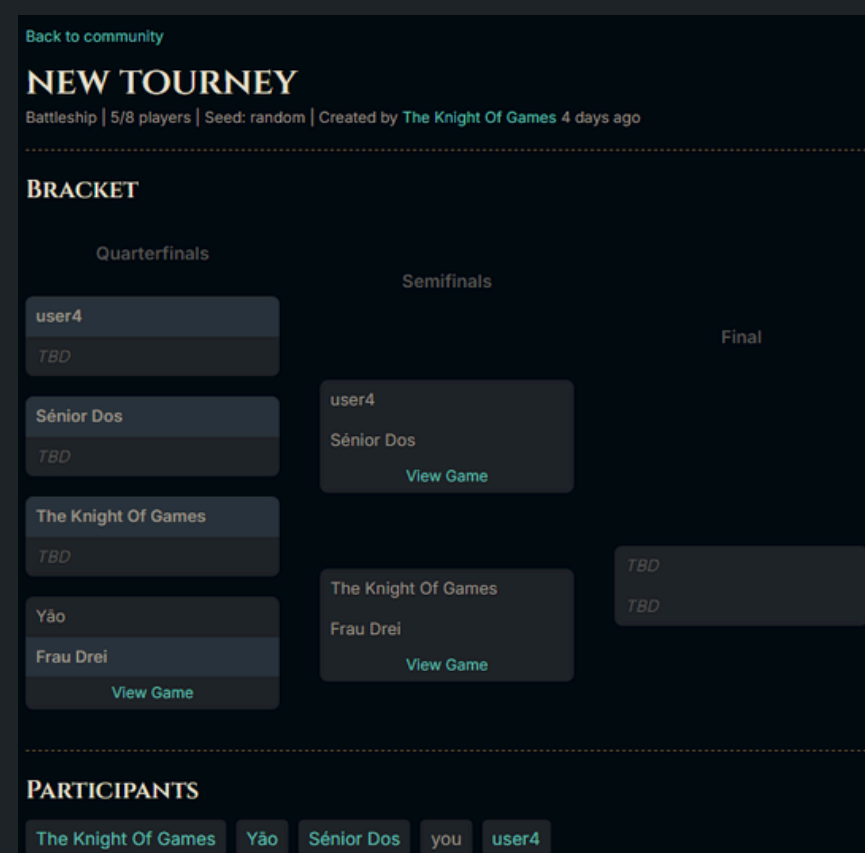 Back to community
NEW TOURNEY
Battleship | 5/8 players | Seed: random | Created by The Knight Of Games 4 days ago
BRACKET
Quarterfinals
user4
TBD
Sénior Dos
TBD
The Knight Of Games
TBD
Yāo
Frau Drei
View Game
Semifinals
user4
Sénior Dos
View Game
The Knight Of Games
Frau Drei
View Game
Final
TBD
TBD
PARTICIPANTS
The Knight Of Games Yāo Sénior Dos you user4